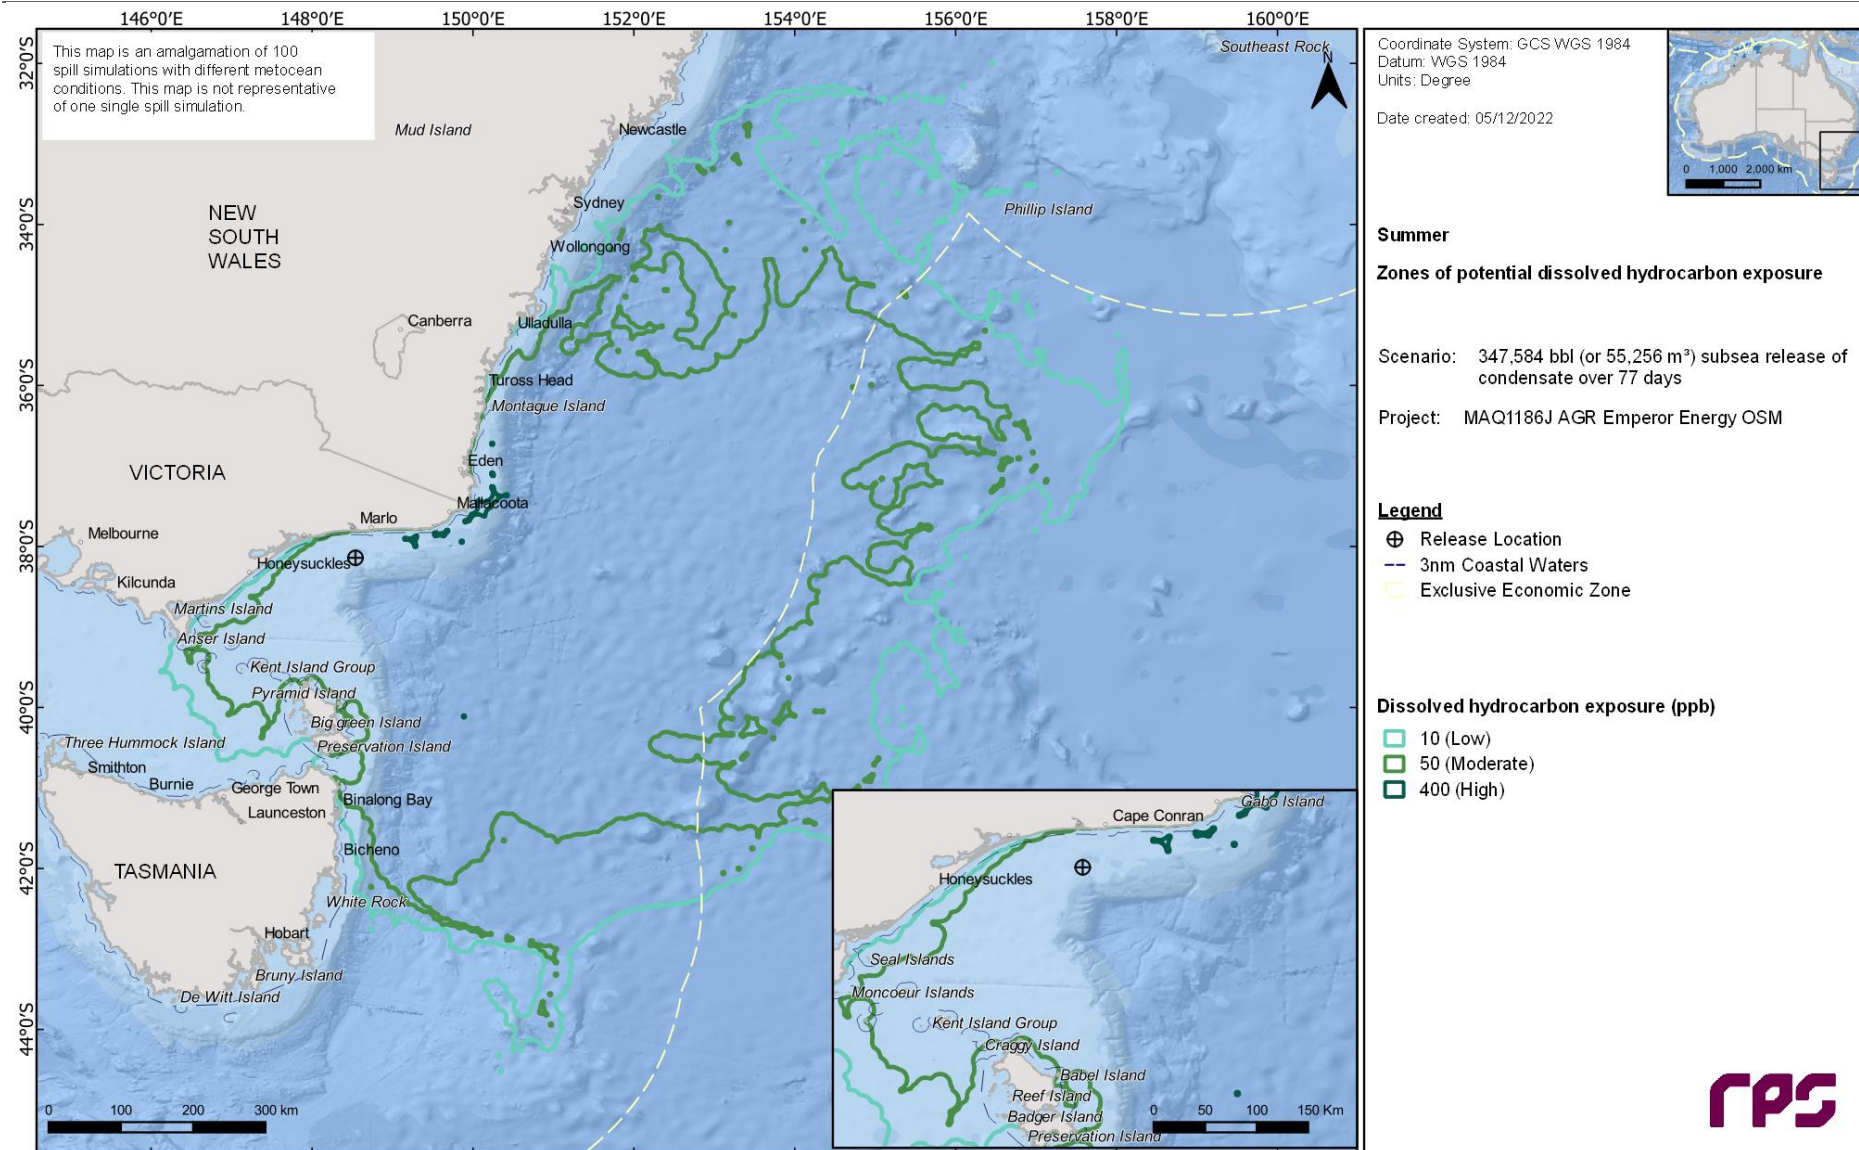 146°0'E 148°0'E 150°0'E 152°0'E 154°0'E 156°0'E 158°0'E 160°0'E
32°S
34°0'S
36°0'S
38°0'S
40°0'S
42°0'S
44°0'S
This map is an amalgamation of 100
spill simulations with different metocean
conditions. This map is not representative
of one single spill simulation.
Southeast Rock
N
Mud Island
Newcastle
NEW
SOUTH
WALES
Sydney
Phillip Island
Wollongong
Canberra
Ulladulla
Tuross Head
Montague Island
VICTORIA
Eden
Mallacoota
Marlo
Melbourne
Honeysuckles
Kilcunda
Martins Island
Anser Island
Kent Island Group
Pyramid Island
Big green Island
Three Hummock Island
Preservation Island
Smithton
Burnie
George Town
Binalong Bay
Launceston
Bicheno
TASMANIA
White Rock
Hobart
Bruny Island
De Witt Island
0 100 200 300 km
Gabo Island
Cape Conran
Honeysuckles
Seal Islands
Moncoeur Islands
Kent Island Group
Craggy Island
Babel Island
Reef Island
Badger Island
Preservation Island
0 50 100 150 Km
Coordinate System: GCS WGS 1984
Datum: WGS 1984
Units: Degree
Date created: 05/12/2022
0 1,000 2,000 km
Summer
Zones of potential dissolved hydrocarbon exposure
Scenario: 347,584 bbl (or 55,256 m³) subsea release of
condensate over 77 days
Project: MAQ1186J AGR Emperor Energy OSM
Legend
Release Location
3nm Coastal Waters
Exclusive Economic Zone
Dissolved hydrocarbon exposure (ppb)
10 (Low)
50 (Moderate)
400 (High)
rps